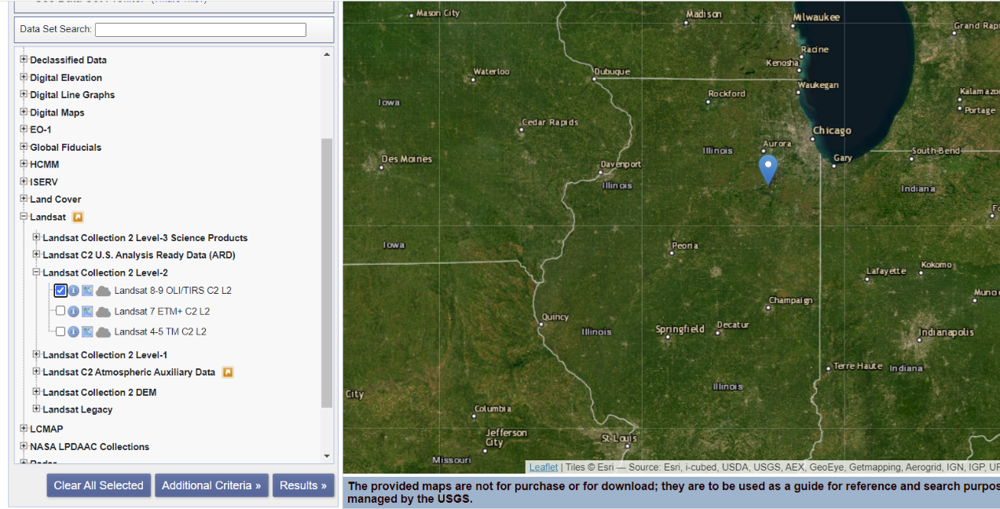 Data Set Search:
Declassified Data
Digital Elevation
Digital Line Graphs
Digital Maps
EO-1
Global Fiducials
HCMM
ISERV
Land Cover
Landsat
Landsat Collection 2 Level-3 Science Products
Landsat C2 U.S. Analysis Ready Data (ARD)
Landsat Collection 2 Level-2
Landsat 8-9 OLI/TIRS C2 L2
Landsat 7 ETM+ C2 L2
Landsat 4-5 TM C2 L2
Landsat Collection 2 Level-1
Landsat C2 Atmospheric Auxiliary Data
Landsat Collection 2 DEM
Landsat Legacy
LCMAP
NASA LPDAAC Collections
Clear All Selected
Additional Criteria »
Results »
Mason City
Madison
Milwaukee
Grand Rap
Racine
Kenosha
Waterloo
Dubuque
Waukegan
Kalamazoo
Rockford
Iowa
Portage
Cedar Rapids
Chicago
Aurora
Illinois
South Bend
Des Moines
Gary
Davenport
Illinois
Indiana
Iowa
Peoria
Kokomo
Lafayette
Muncie
Champaign
Quincy
Springfield
Decatur
Illinois
Indianapolis
Terre Haute
Indiana
Illinois
City
Columbia
Jefferson
City
St Louis
Missouri
Leaflet | Tiles © Esri — Source: Esri, i-cubed, USDA, USGS, AEX, GeoEye, Getmapping, Aerogrid, IGN, IGP, UP
The provided maps are not for purchase or for download; they are to be used as a guide for reference and search purpos
managed by the USGS.